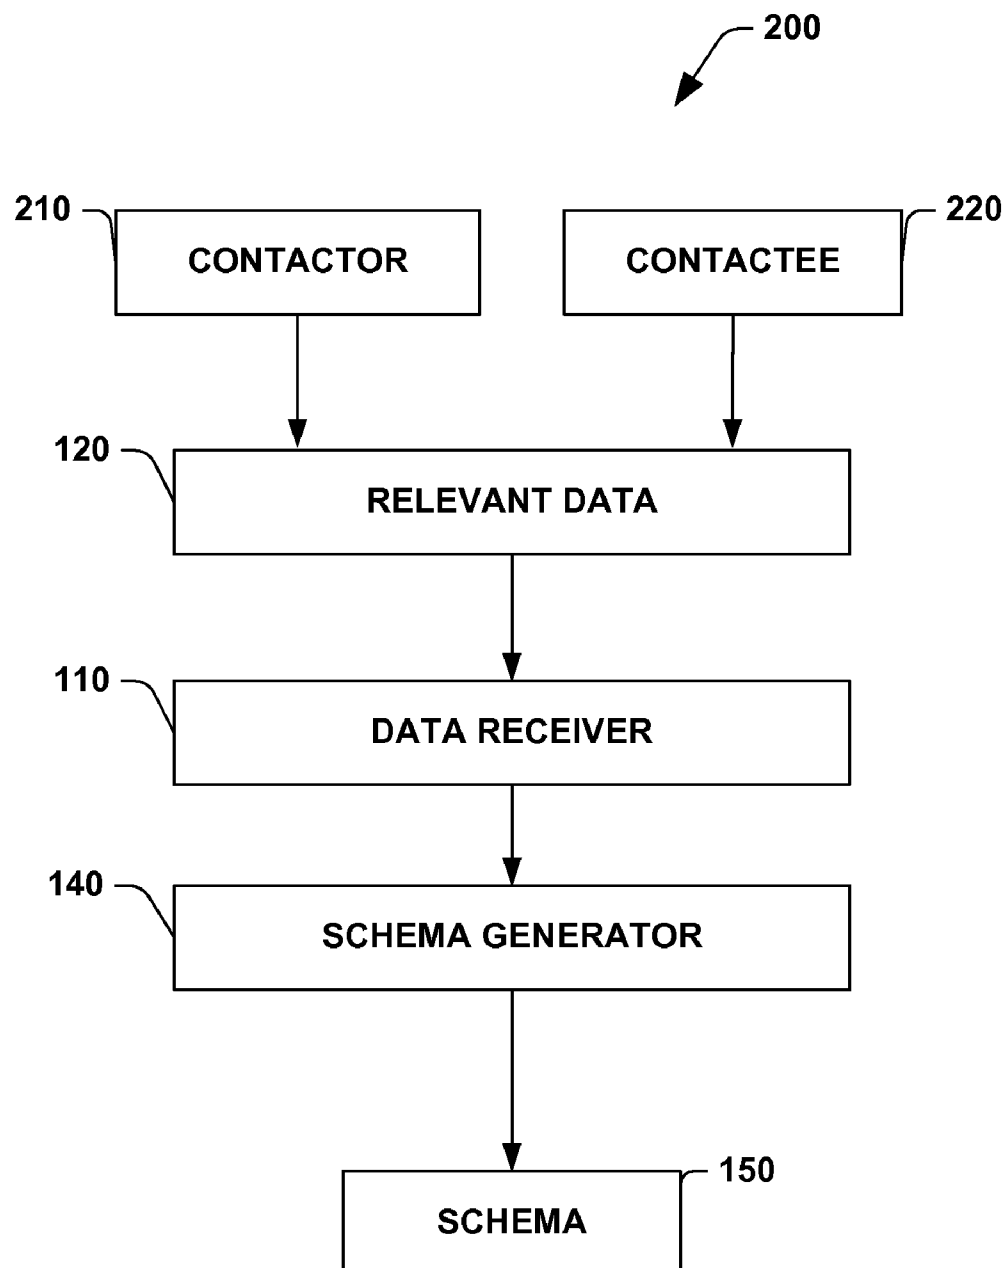 200
210
CONTACTOR
CONTACTEE
220
120
RELEVANT DATA
110
DATA RECEIVER
140
SCHEMA GENERATOR
150
SCHEMA